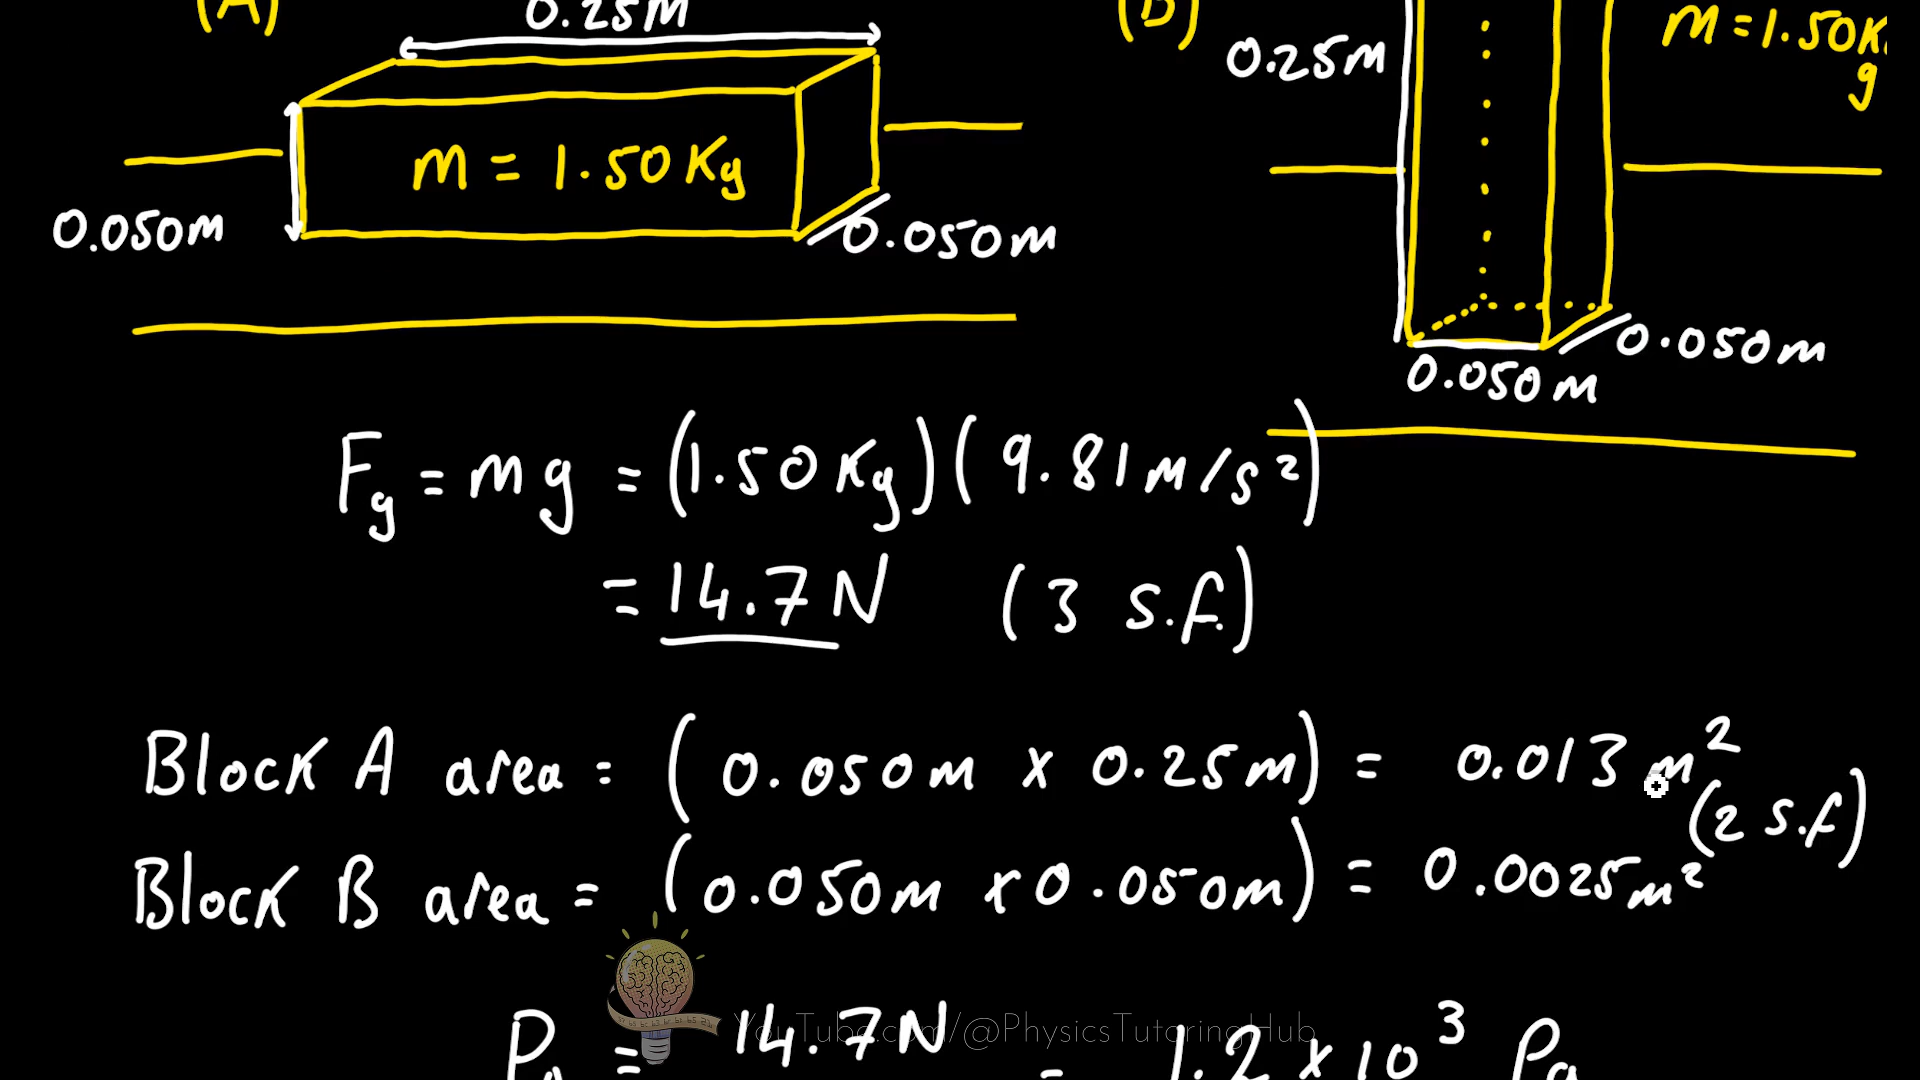 (A)
0.25m
(B)
0.25m
m = 1.50K
g
m = 1.50Kg
0.050m
0.050m
0.050m
0.050m
Fg = mg = (1.50Kg)(9.81m/s²)
= 14.7N (3 s.f.)
Block A area = (0.050m x 0.25m) = 0.013m²
(2 s.f)
Block B area = (0.050m x 0.050m) = 0.0025m²
YouTube.com/@PhysicsTutoringHub
= 14.7N = 1.2 x 10³ Pa